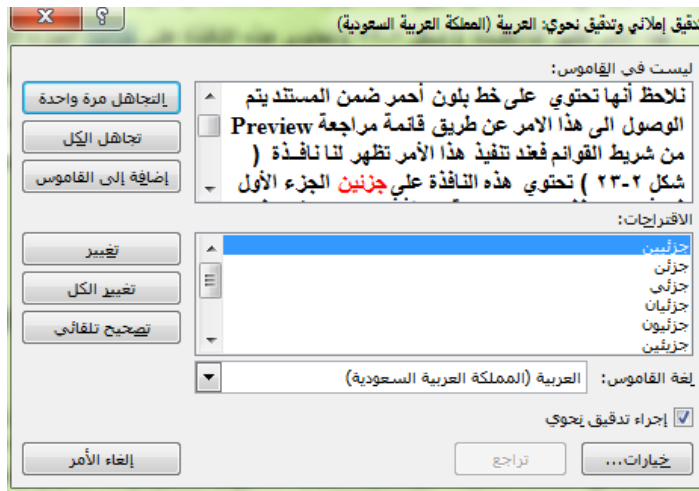 تدقيق إملائي وتدقيق نحوي: العربية (المملكة العربية السعودية)
ليست في القاموس:
نلاحظ أنها تحتوي على خط بلون أحمر ضمن المستند يتم
الوصول الى هذا الامر عن طريق قائمة مراجعة Preview
من شريط القوائم فعند تنفيذ هذا الأمر تظهر لنا نافذة (
شكل ٢-٢٣ ) تحتوي هذه النافذة على جزئين الجزء الأول
التجاهل مرة واحدة
تجاهل الكل
إضافة إلى القاموس
الاقتراحات:
جزئيين
جزئن
جزئي
جزئيان
جزئيون
جزيئين
تغيير
تغيير الكل
تصحيح تلقائي
لغة القاموس: العربية (المملكة العربية السعودية)
إجراء تدقيق نحوي
خيارات... تراجع إلغاء الأمر